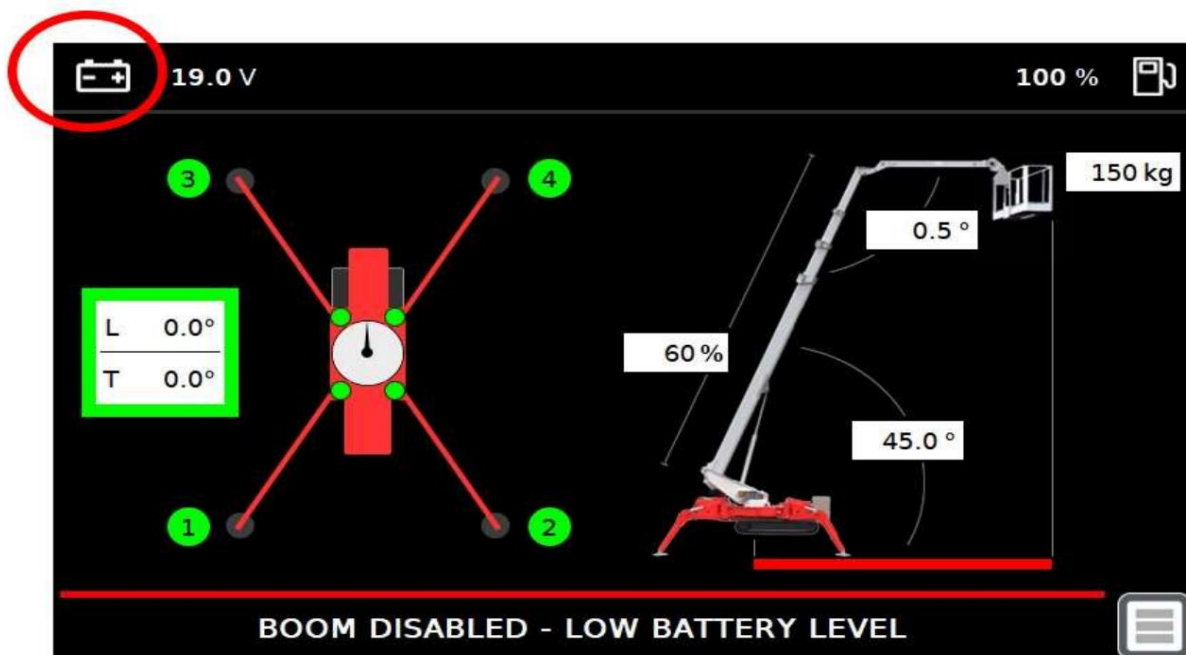 19.0 V
100 %
3
4
150 kg
0.5 °
L 0.0°
T 0.0°
60 %
45.0 °
1
2
BOOM DISABLED - LOW BATTERY LEVEL